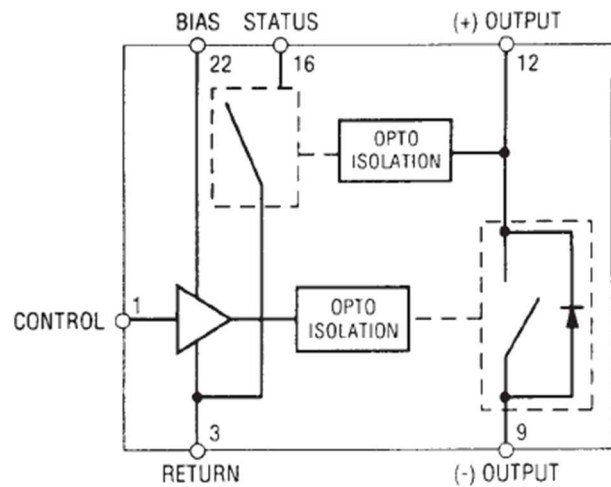 BIAS STATUS (+) OUTPUT
22 16 12
OPTO
ISOLATION
1
CONTROL
OPTO
ISOLATION
3 9
RETURN (-) OUTPUT